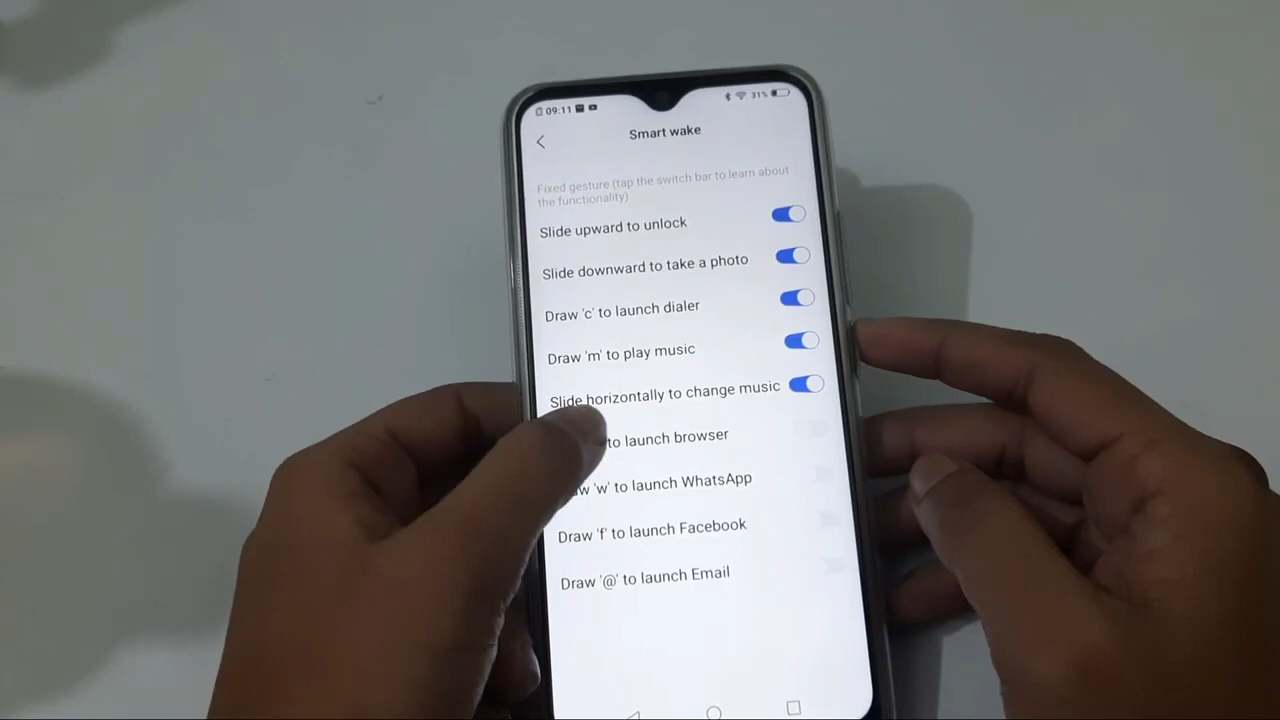 09:11
31%
Smart wake
Fixed gesture (tap the switch bar to learn about
the functionality)
Slide upward to unlock
Slide downward to take a photo
Draw 'c' to launch dialer
Draw 'm' to play music
Slide horizontally to change music
to launch browser
'w' to launch WhatsApp
Draw 'f' to launch Facebook
Draw '@' to launch Email